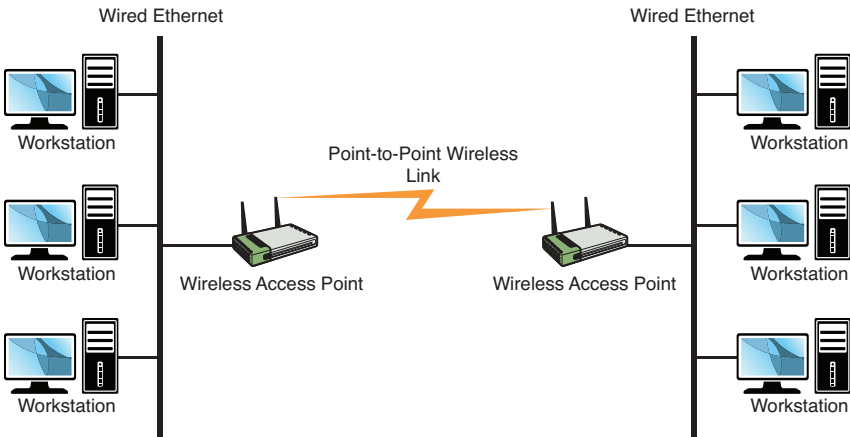 Wired Ethernet
Wired Ethernet
Workstation
Workstation
Point-to-Point Wireless
Link
Workstation
Wireless Access Point
Wireless Access Point
Workstation
Workstation
Workstation